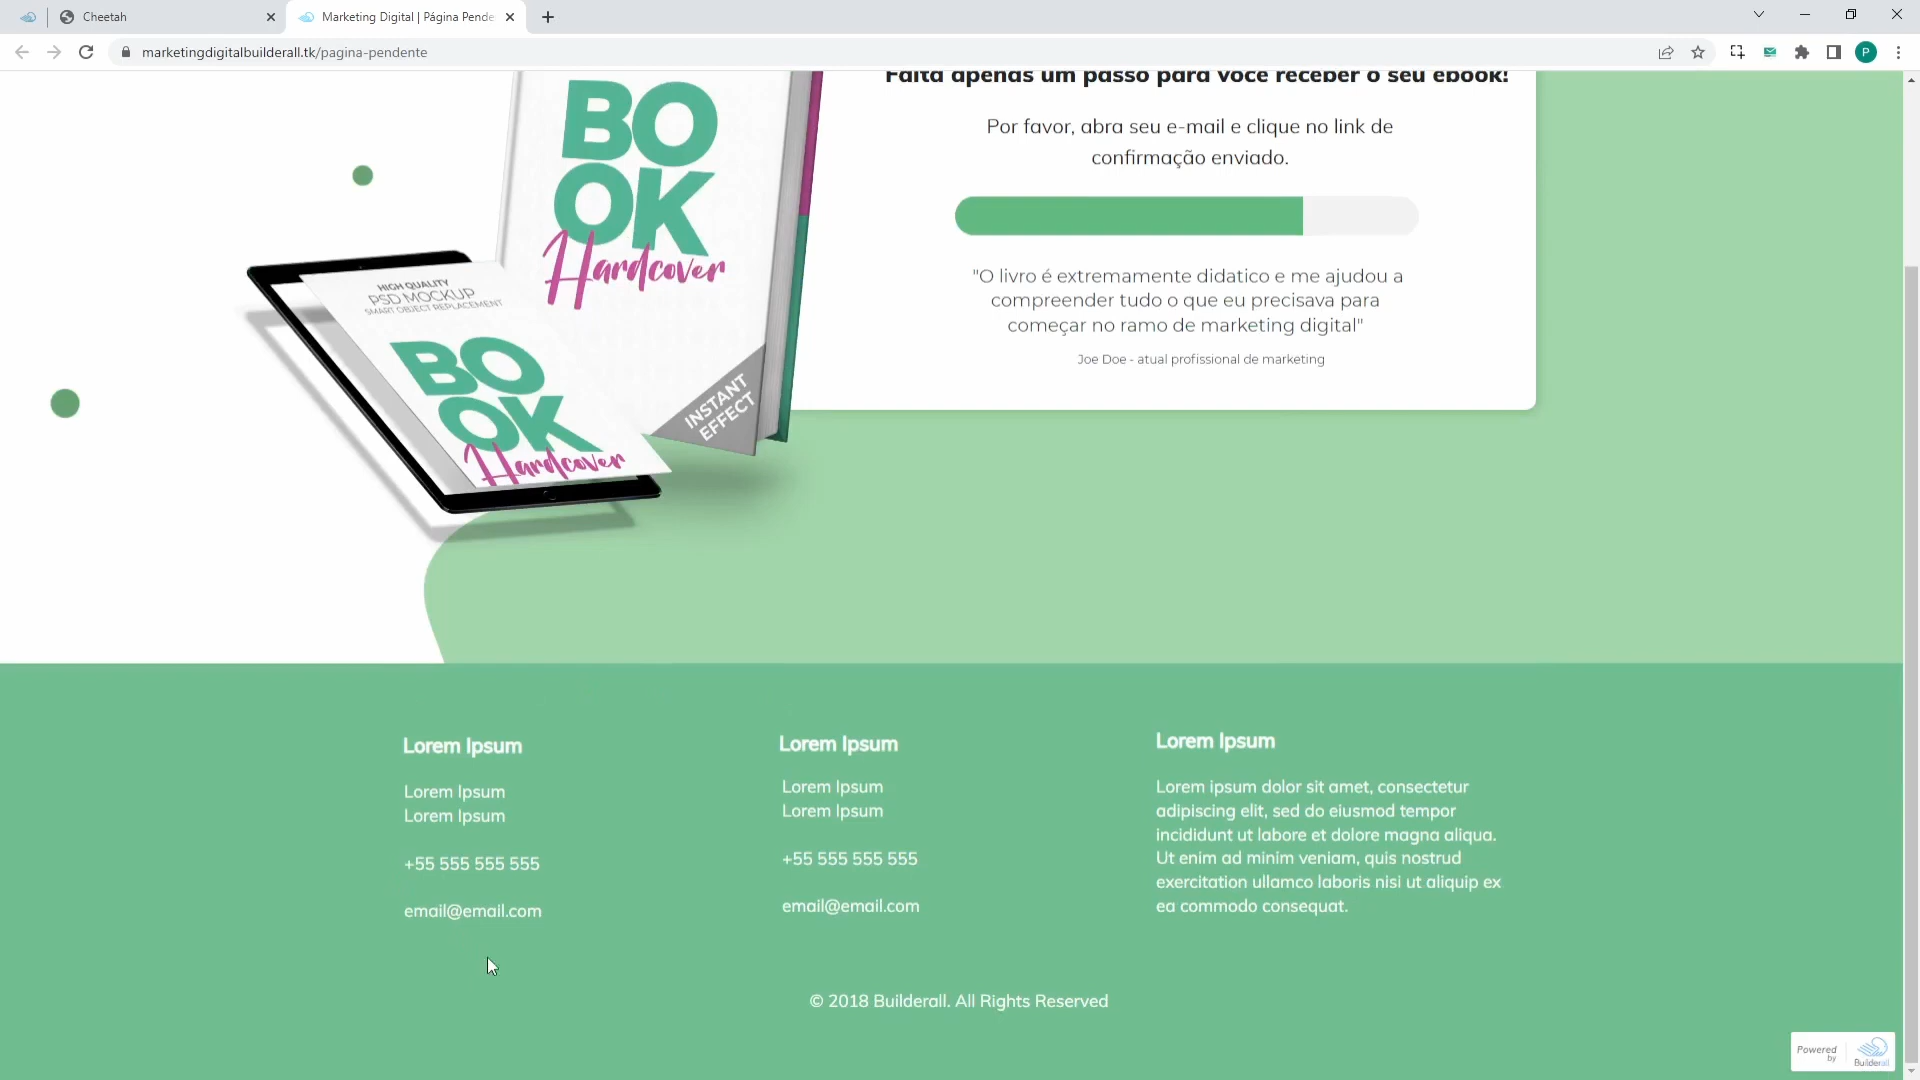 Cheetah
Marketing Digital | Página Pende
marketingdigitalbuilderall.tk/pagina-pendente
P
Falta apenas um passo para você receber o seu ebook!
Por favor, abra seu e-mail e clique no link de
confirmação enviado.
"O livro é extremamente didatico e me ajudou a
compreender tudo o que eu precisava para
começar no ramo de marketing digital"
Joe Doe - atual profissional de marketing
BO
OK
Hardcover
INSTANT
EFFECT
HIGH QUALITY
PSD MOCKUP
SMART OBJECT REPLACEMENT
BO
OK
Hardcover
Lorem Ipsum
Lorem Ipsum
Lorem Ipsum
+55 555 555 555
email@email.com
Lorem Ipsum
Lorem Ipsum
Lorem Ipsum
+55 555 555 555
email@email.com
Lorem Ipsum
Lorem ipsum dolor sit amet, consectetur
adipiscing elit, sed do eiusmod tempor
incididunt ut labore et dolore magna aliqua.
Ut enim ad minim veniam, quis nostrud
exercitation ullamco laboris nisi ut aliquip ex
ea commodo consequat.
© 2018 Builderall. All Rights Reserved
Powered
by
Builderall